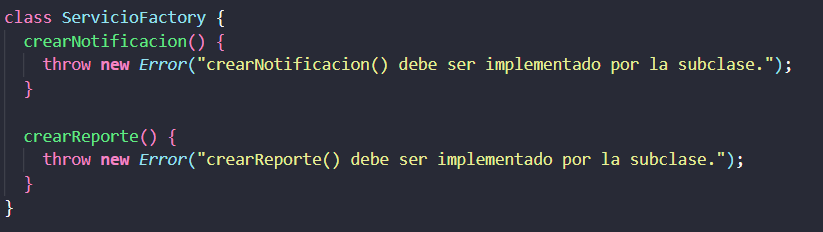 class ServicioFactory {
  crearNotificacion() {
    throw new Error("crearNotificacion() debe ser implementado por la subclase.");
  }

  crearReporte() {
    throw new Error("crearReporte() debe ser implementado por la subclase.");
  }
}